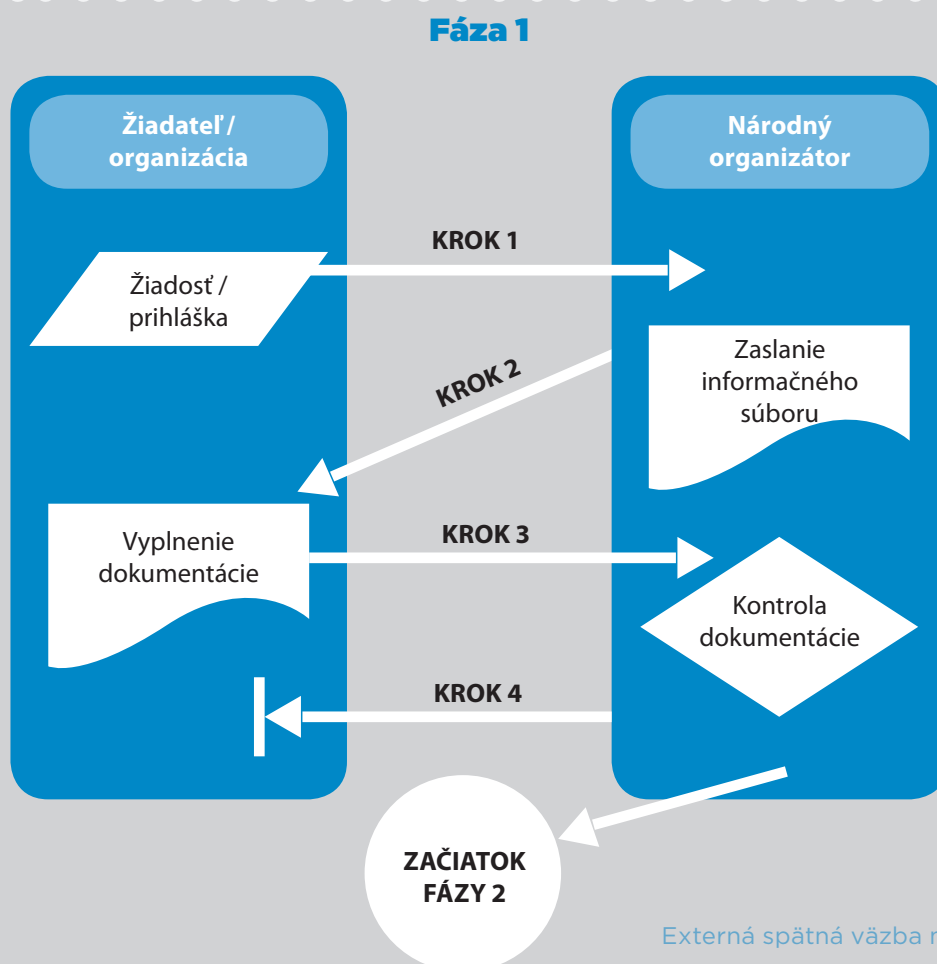 Fáza 1
Žiadateľ /
organizácia
Národný
organizátor
KROK 1
Žiadosť /
prihláška
Zaslanie
informačného
súboru
KROK 2
KROK 3
Vyplnenie
dokumentácie
Kontrola
dokumentácie
KROK 4
ZAČIATOK
FÁZY 2
Externá spätná väzba